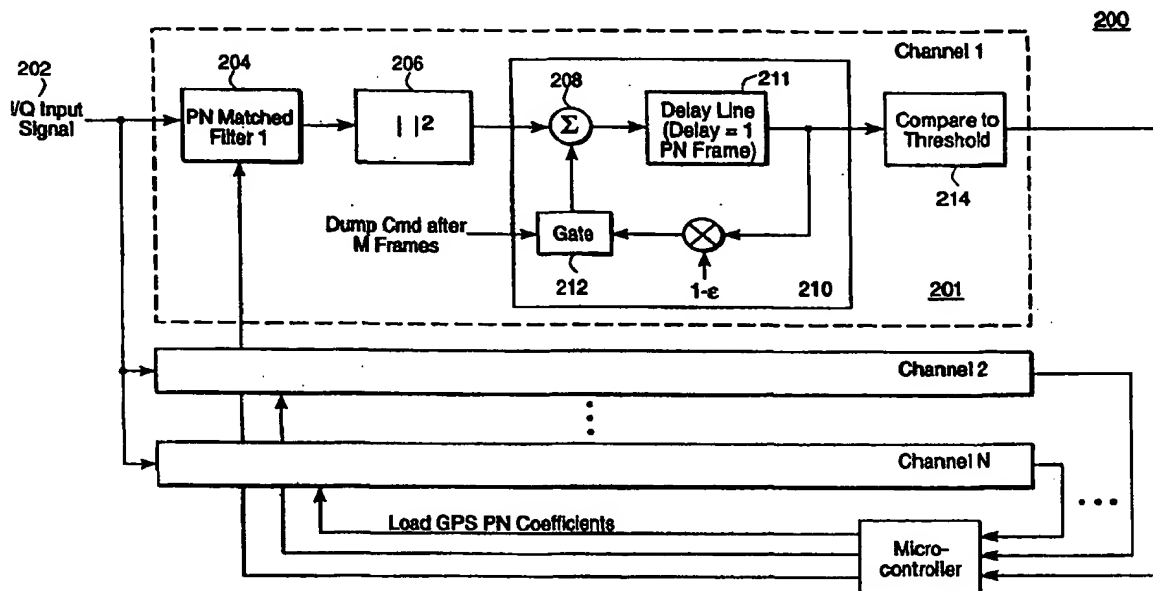 200
Channel 1
202
I/Q Input
Signal
204
PN Matched
Filter 1
206
| |2
208
Σ
211
Delay Line
(Delay = 1
PN Frame)
Compare to
Threshold
214
Dump Cmd after
M Frames
Gate
212
1-ε
210
201
Channel 2
Channel N
Load GPS PN Coefficients
Micro-
controller